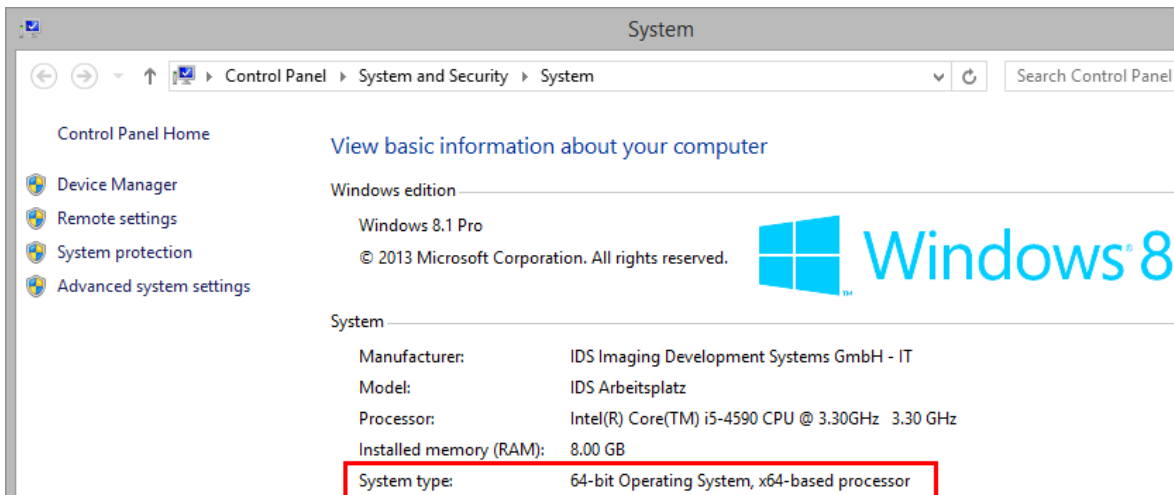 System
Control Panel System and Security System Search Control Panel
Control Panel Home
View basic information about your computer
Device Manager
Remote settings
System protection
Advanced system settings
Windows edition
Windows 8.1 Pro
© 2013 Microsoft Corporation. All rights reserved.
Windows 8
TM
System
Manufacturer: IDS Imaging Development Systems GmbH - IT
Model: IDS Arbeitsplatz
Processor: Intel(R) Core(TM) i5-4590 CPU @ 3.30GHz 3.30 GHz
Installed memory (RAM): 8.00 GB
System type: 64-bit Operating System, x64-based processor